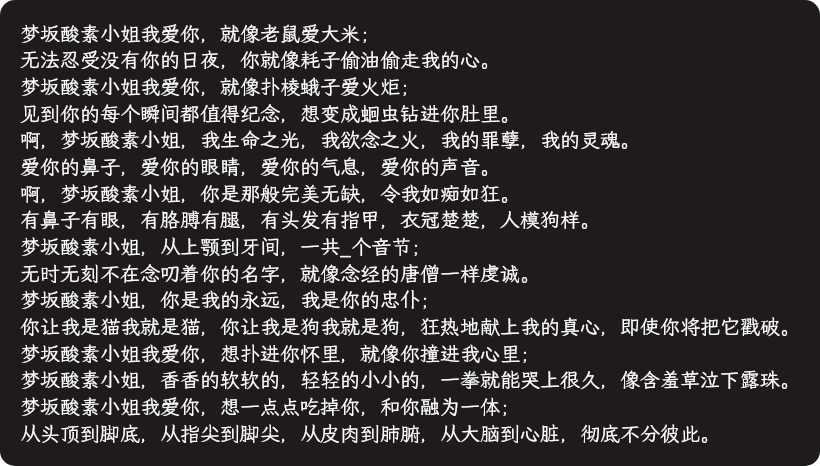 梦坂酸素小姐我爱你，就像老鼠爱大米；
无法忍受没有你的日夜，你就像耗子偷油偷走我的心。
梦坂酸素小姐我爱你，就像扑棱蛾子爱火炬；
见到你的每个瞬间都值得纪念，想变成蛔虫钻进你肚里。
啊，梦坂酸素小姐，我生命之光，我欲念之火，我的罪孽，我的灵魂。
爱你的鼻子，爱你的眼睛，爱你的气息，爱你的声音。
啊，梦坂酸素小姐，你是那般完美无缺，令我如痴如狂。
有鼻子有眼，有胳膊有腿，有头发有指甲，衣冠楚楚，人模狗样。
梦坂酸素小姐，从上颚到牙间，一共_个音节；
无时无刻不在念叨着你的名字，就像念经的唐僧一样虔诚。
梦坂酸素小姐，你是我的永远，我是你的忠仆；
你让我是猫我就是猫，你让我是狗我就是狗，狂热地献上我的真心，即使你将把它戳破。
梦坂酸素小姐我爱你，想扑进你怀里，就像你撞进我心里；
梦坂酸素小姐，香香的软软的，轻轻的小小的，一拳就能哭上很久，像含羞草泣下露珠。
梦坂酸素小姐我爱你，想一点点吃掉你，和你融为一体；
从头顶到脚底，从指尖到脚尖，从皮肉到肺腑，从大脑到心脏，彻底不分彼此。